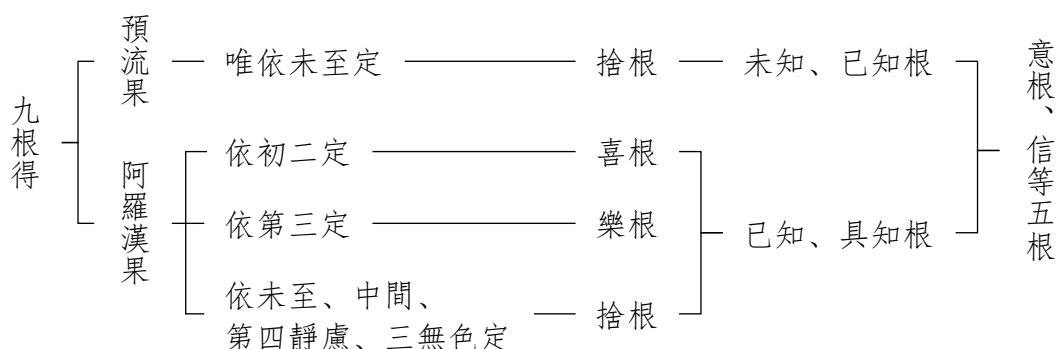 九根得
預流果
唯依未至定
捨根
未知、已知根
阿羅漢果
依初二定
喜根
依第三定
樂根
依未至、中間、
第四靜慮、三無色定
捨根
已知、具知根
意根、信等五根